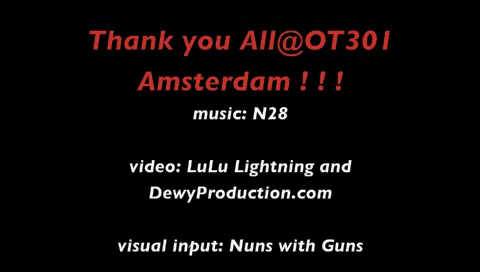 Thank you All@OT301
Amsterdam ! ! !
music: N28
video: LuLu Lightning and
DewyProduction.com
visual input: Nuns with Guns